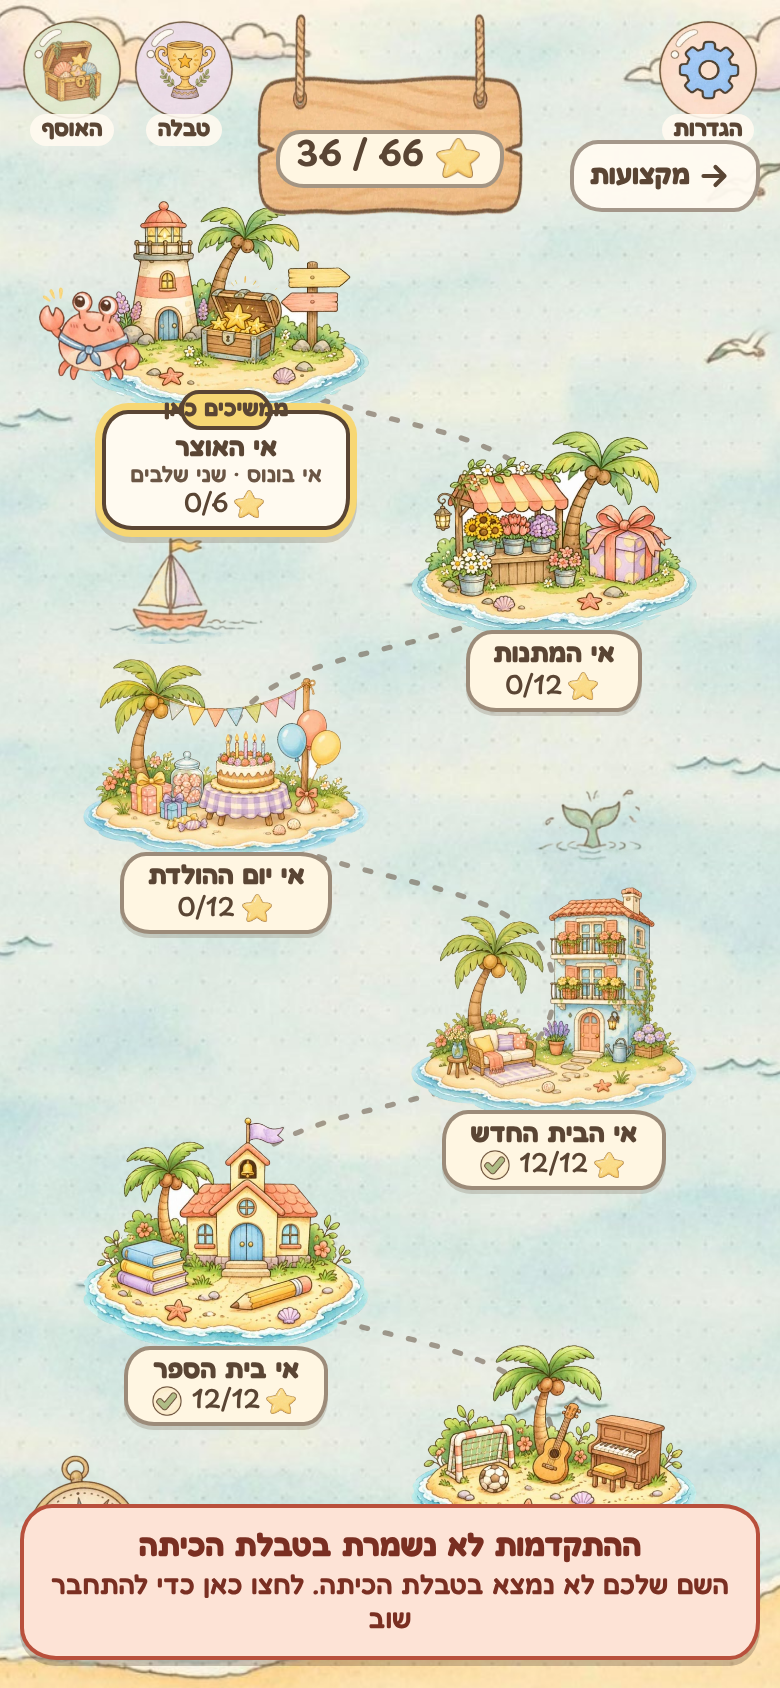 הגדרות
טבלה
האוסף
36 / 66
מקצועות →
ממשיכים כאן
אי האוצר
אי בונוס · שני שלבים
0/6
אי המתנות
0/12
אי יום ההולדת
0/12
אי הבית החדש
12/12
אי בית הספר
12/12
ההתקדמות לא נשמרת בטבלת הכיתה
השם שלכם לא נמצא בטבלת הכיתה. לחצו כאן כדי להתחבר
שוב